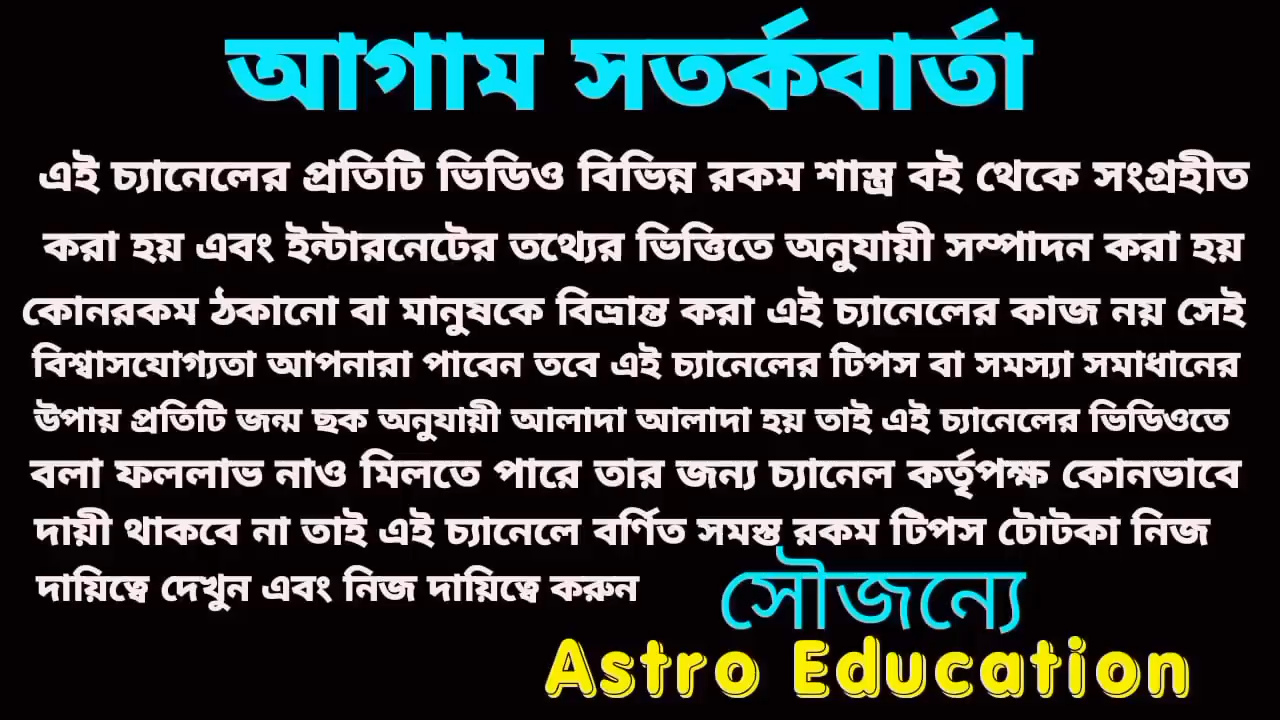 আগাম সতর্কবার্তা
এই চ্যানেলের প্রতিটি ভিডিও বিভিন্ন রকম শাস্ত্র বই থেকে সংগ্রহীত
করা হয় এবং ইন্টারনেটের তথ্যের ভিত্তিতে অনুযায়ী সম্পাদন করা হয়
কোনরকম ঠকানো বা মানুষকে বিভ্রান্ত করা এই চ্যানেলের কাজ নয় সেই
বিশ্বাসযোগ্যতা আপনারা পাবেন তবে এই চ্যানেলের টিপস বা সমস্যা সমাধানের
উপায় প্রতিটি জন্ম ছক অনুযায়ী আলাদা আলাদা হয় তাই এই চ্যানেলের ভিডিওতে
বলা ফললাভ নাও মিলতে পারে তার জন্য চ্যানেল কর্তৃপক্ষ কোনভাবে
দায়ী থাকবে না তাই এই চ্যানেলে বর্ণিত সমস্ত রকম টিপস টোটকা নিজ
দায়িত্বে দেখুন এবং নিজ দায়িত্বে করুন
সৌজন্যে
Astro Education